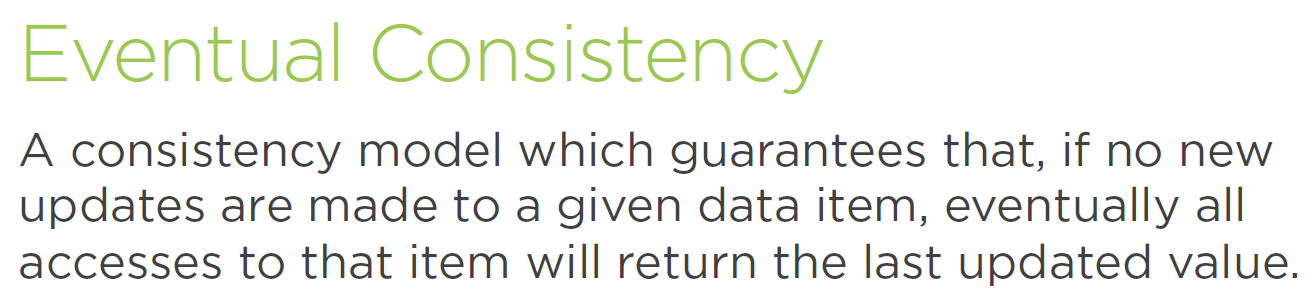 Eventual Consistency
A consistency model which guarantees that, if no new
updates are made to a given data item, eventually all
accesses to that item will return the last updated value.